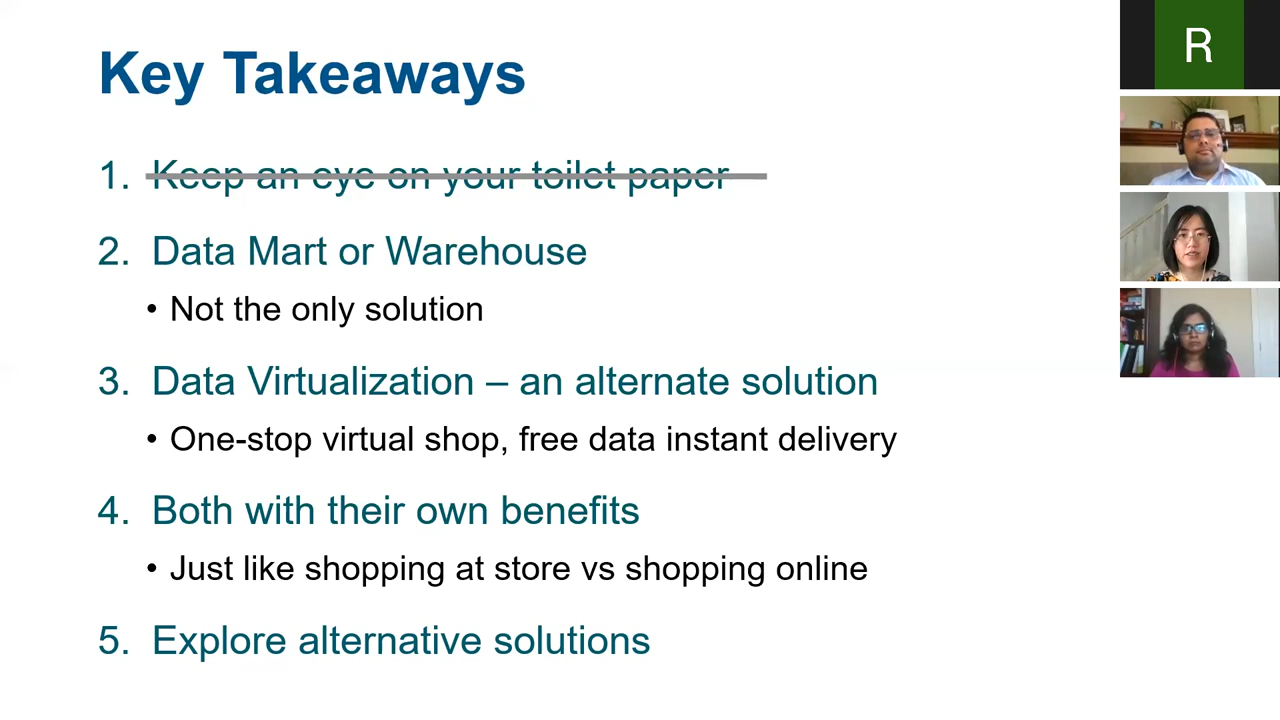 Key Takeaways
1. Keep an eye on your toilet paper
2. Data Mart or Warehouse
• Not the only solution
3. Data Virtualization – an alternate solution
• One-stop virtual shop, free data instant delivery
4. Both with their own benefits
• Just like shopping at store vs shopping online
5. Explore alternative solutions
R